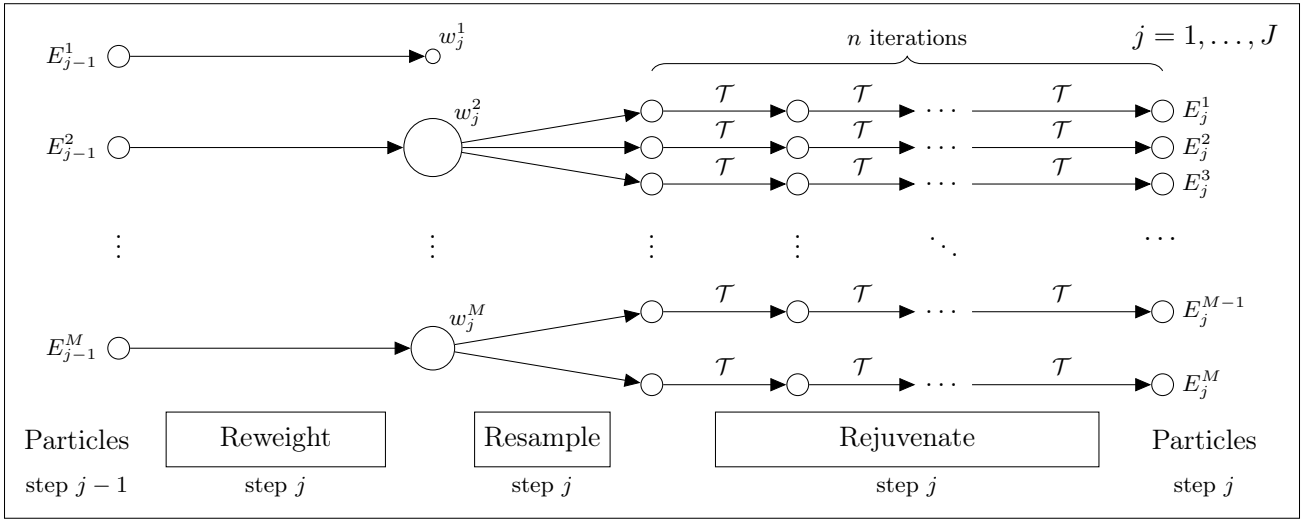 n iterations
j = 1, . . . , J
E^1_{j−1} w^1_j
w^2_j 𝒯 𝒯 · · · 𝒯 E^1_j
E^2_{j−1} 𝒯 𝒯 · · · 𝒯 E^2_j
𝒯 𝒯 · · · 𝒯 E^3_j
⋮ ⋮ ⋮ ⋮ ⋱ · · ·
w^M_j 𝒯 𝒯 · · · 𝒯 E^{M−1}_j
E^M_{j−1}
𝒯 𝒯 · · · 𝒯 E^M_j
Particles Reweight Resample Rejuvenate Particles
step j − 1 step j step j step j step j